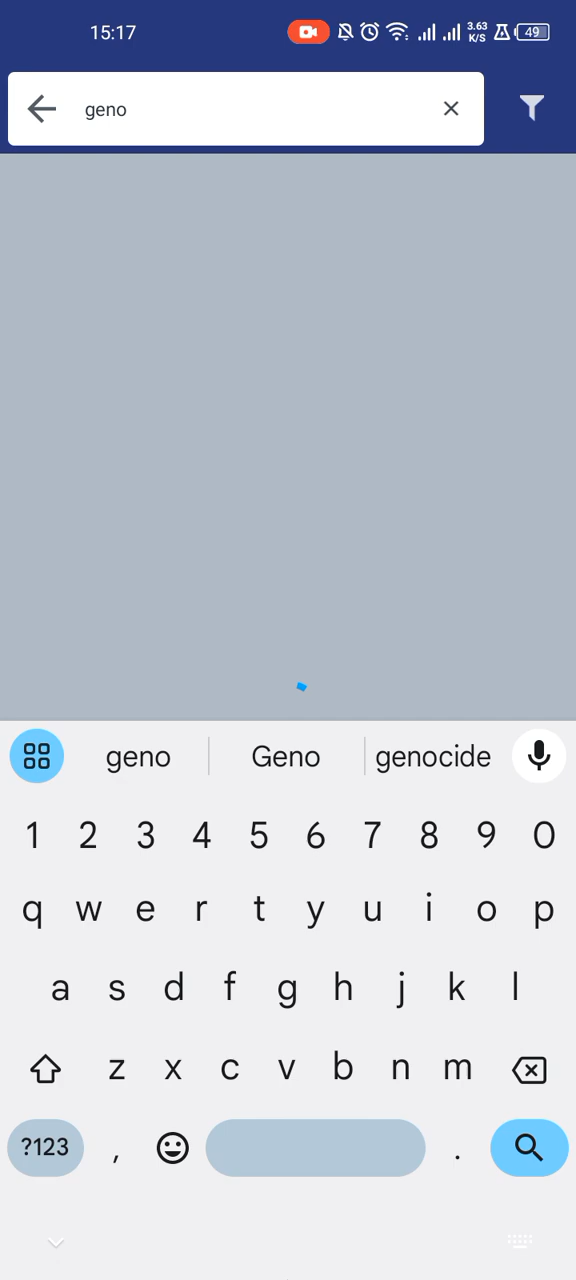 15:17
3.63
K/S
49
geno
geno Geno genocide
1 2 3 4 5 6 7 8 9 0
q w e r t y u i o p
a s d f g h j k l
z x c v b n m
?123 , .